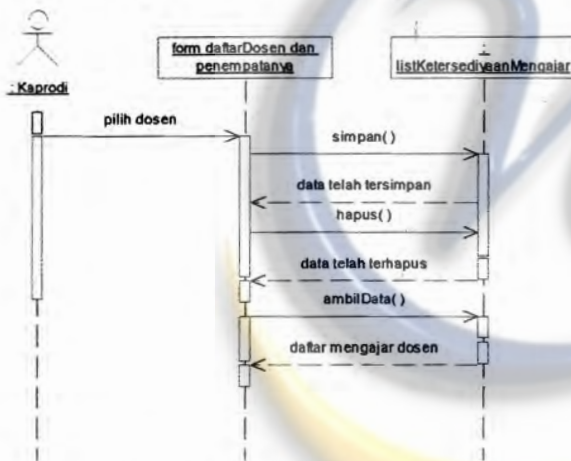 form daftarDosen dan
penempatanya
:
listKetersediyaanMengajar
: Kaprodi
pilih dosen
simpan()
data telah tersimpan
hapus()
data telah terhapus
ambilData()
daftar mengajar dosen